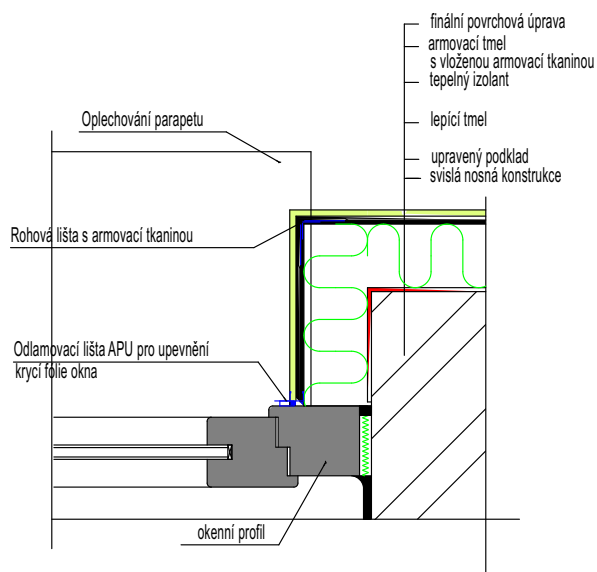 finální povrchová úprava
armovací tmel
s vloženou armovací tkaninou
tepelný izolant
lepící tmel
upravený podklad
svislá nosná konstrukce
Oplechování parapetu
Rohová lišta s armovací tkaninou
Odlamovací lišta APU pro upevnění
krycí fólie okna
okenní profil